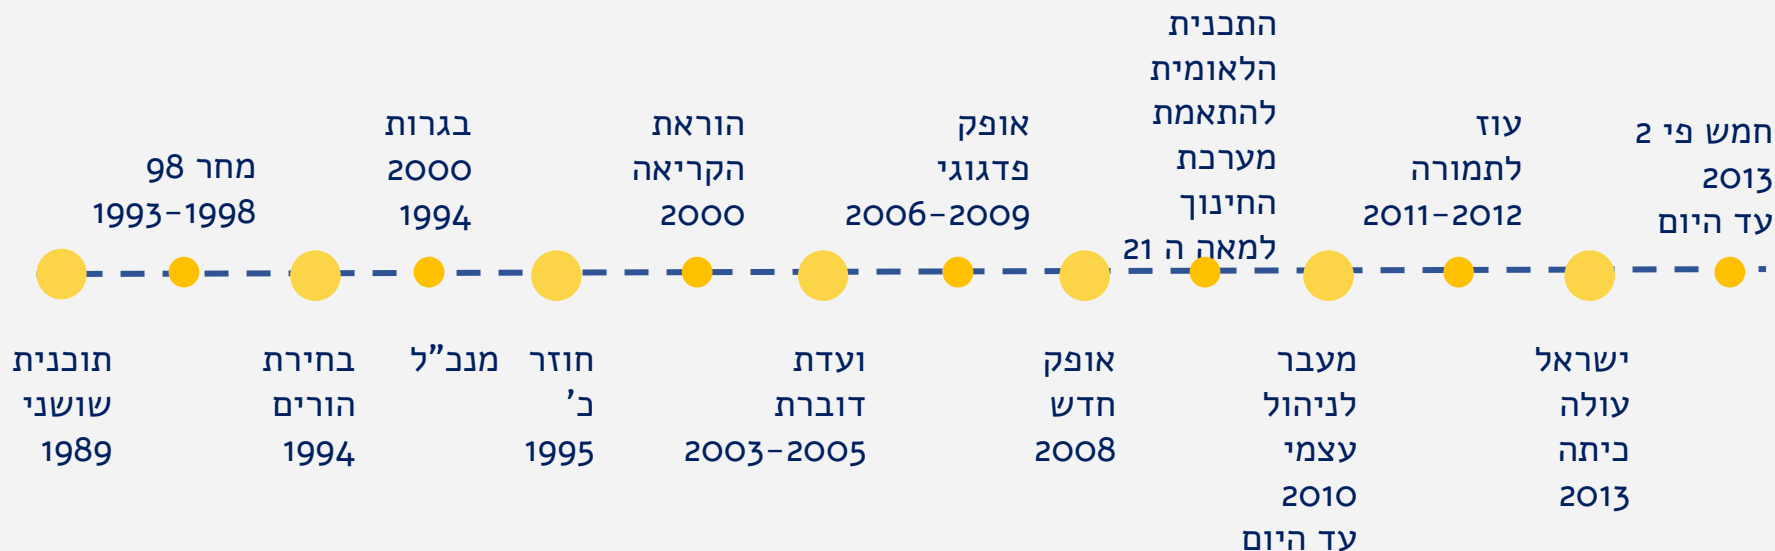 תוכנית
שושני
1989
מחר 98
1993-1998
בחירת
הורים
1994
בגרות
2000
1994
חוזר מנכ"ל
כ'
1995
הוראת
הקריאה
2000
ועדת
דוברת
2003-2005
אופק
פדגוגי
2006-2009
אופק
חדש
2008
התכנית
הלאומית
להתאמת
מערכת
החינוך
למאה ה 21
מעבר
לניהול
עצמי
2010
עד היום
עוז
לתמורה
2011-2012
ישראל
עולה
כיתה
2013
חמש פי 2
2013
עד היום